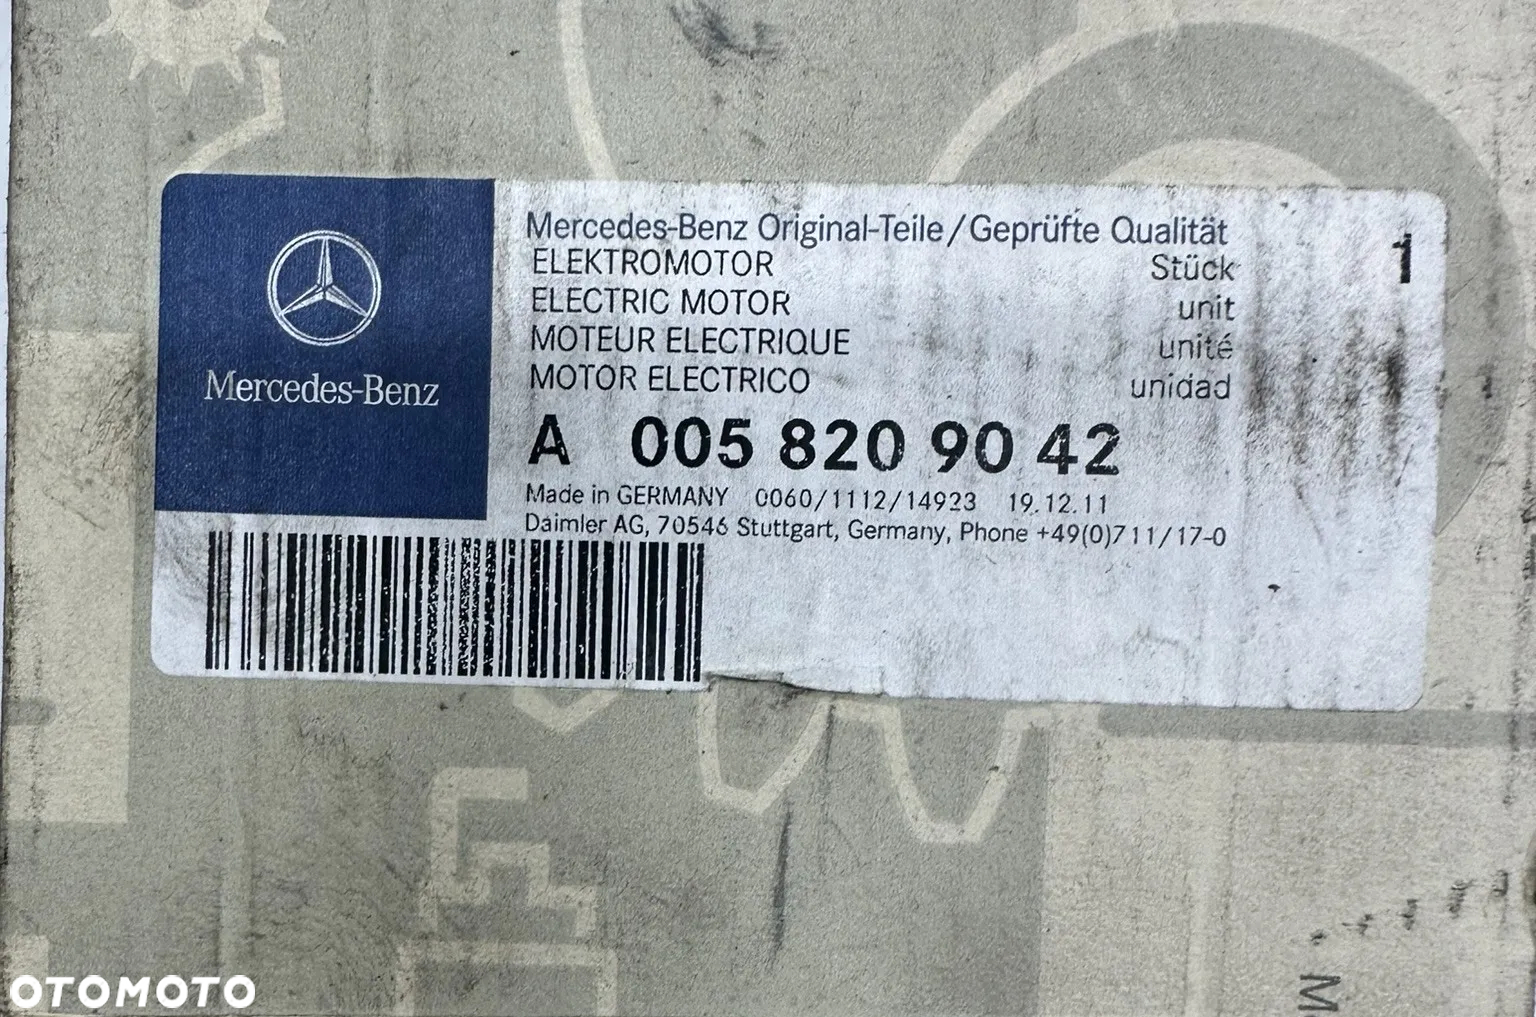 Mercedes-Benz
Mercedes-Benz Original-Teile/Geprüfte Qualität
ELEKTROMOTOR Stück 1
ELECTRIC MOTOR unit
MOTEUR ELECTRIQUE unité
MOTOR ELECTRICO unidad
A 005 820 90 42
Made in GERMANY 0060/1112/14923 19.12.11
Daimler AG, 70546 Stuttgart, Germany, Phone +49(0)711/17-0
OTOMOTO
M